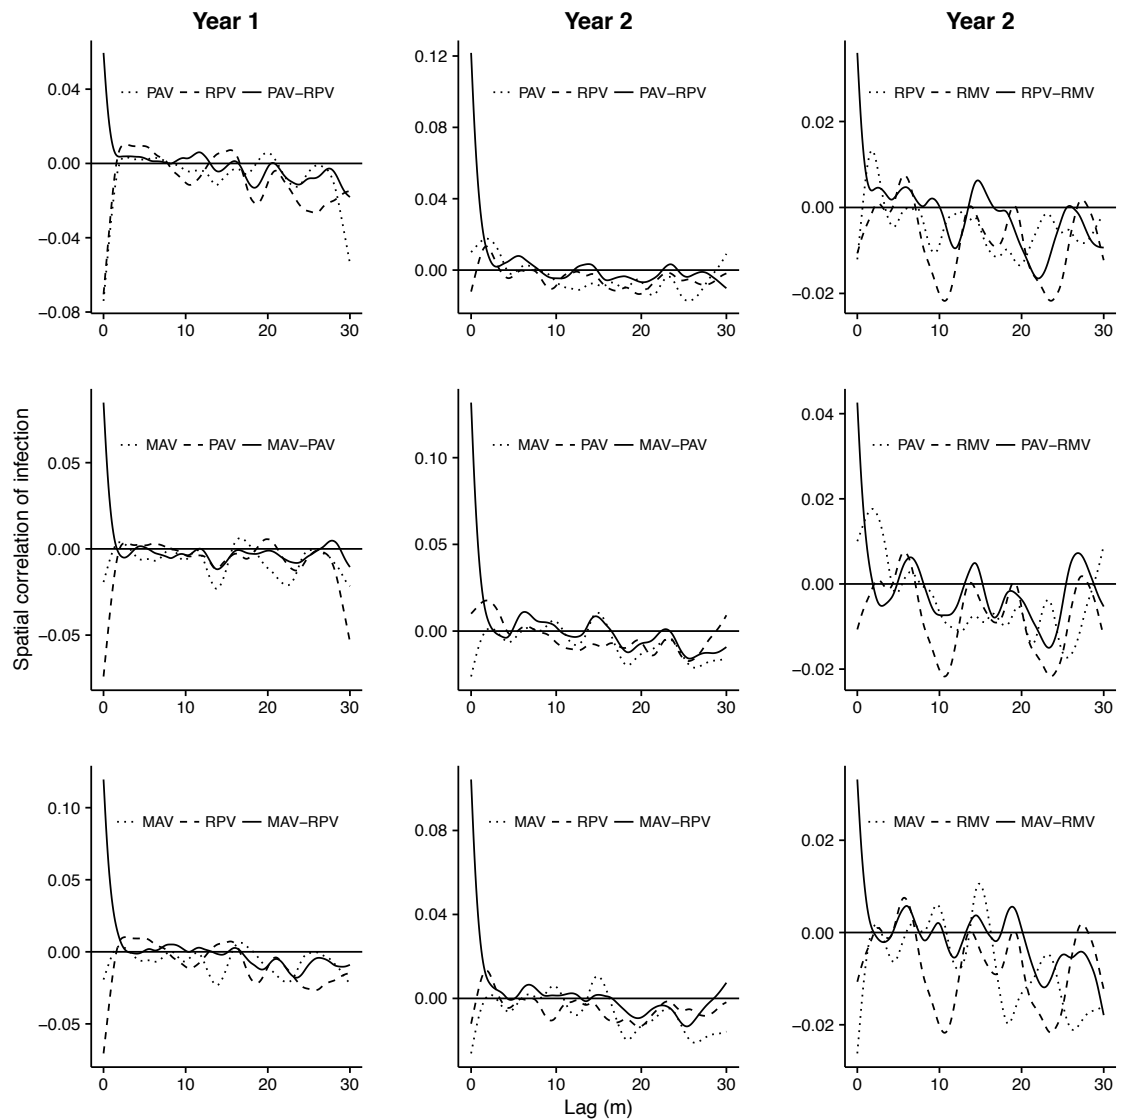 Year 1 Year 2 Year 2
PAV RPV PAV−RPV
0.04
0.00
−0.04
−0.08
0 10 20 30
PAV RPV PAV−RPV
0.12
0.08
0.04
0.00
0 10 20 30
RPV RMV RPV−RMV
0.02
0.00
−0.02
0 10 20 30
Spatial correlation of infection
MAV PAV MAV−PAV
0.05
0.00
−0.05
0 10 20 30
MAV PAV MAV−PAV
0.10
0.05
0.00
0 10 20 30
PAV RMV PAV−RMV
0.04
0.02
0.00
−0.02
0 10 20 30
MAV RPV MAV−RPV
0.10
0.05
0.00
−0.05
0 10 20 30
MAV RPV MAV−RPV
0.08
0.04
0.00
0 10 20 30
MAV RMV MAV−RMV
0.02
0.00
−0.02
0 10 20 30
Lag (m)